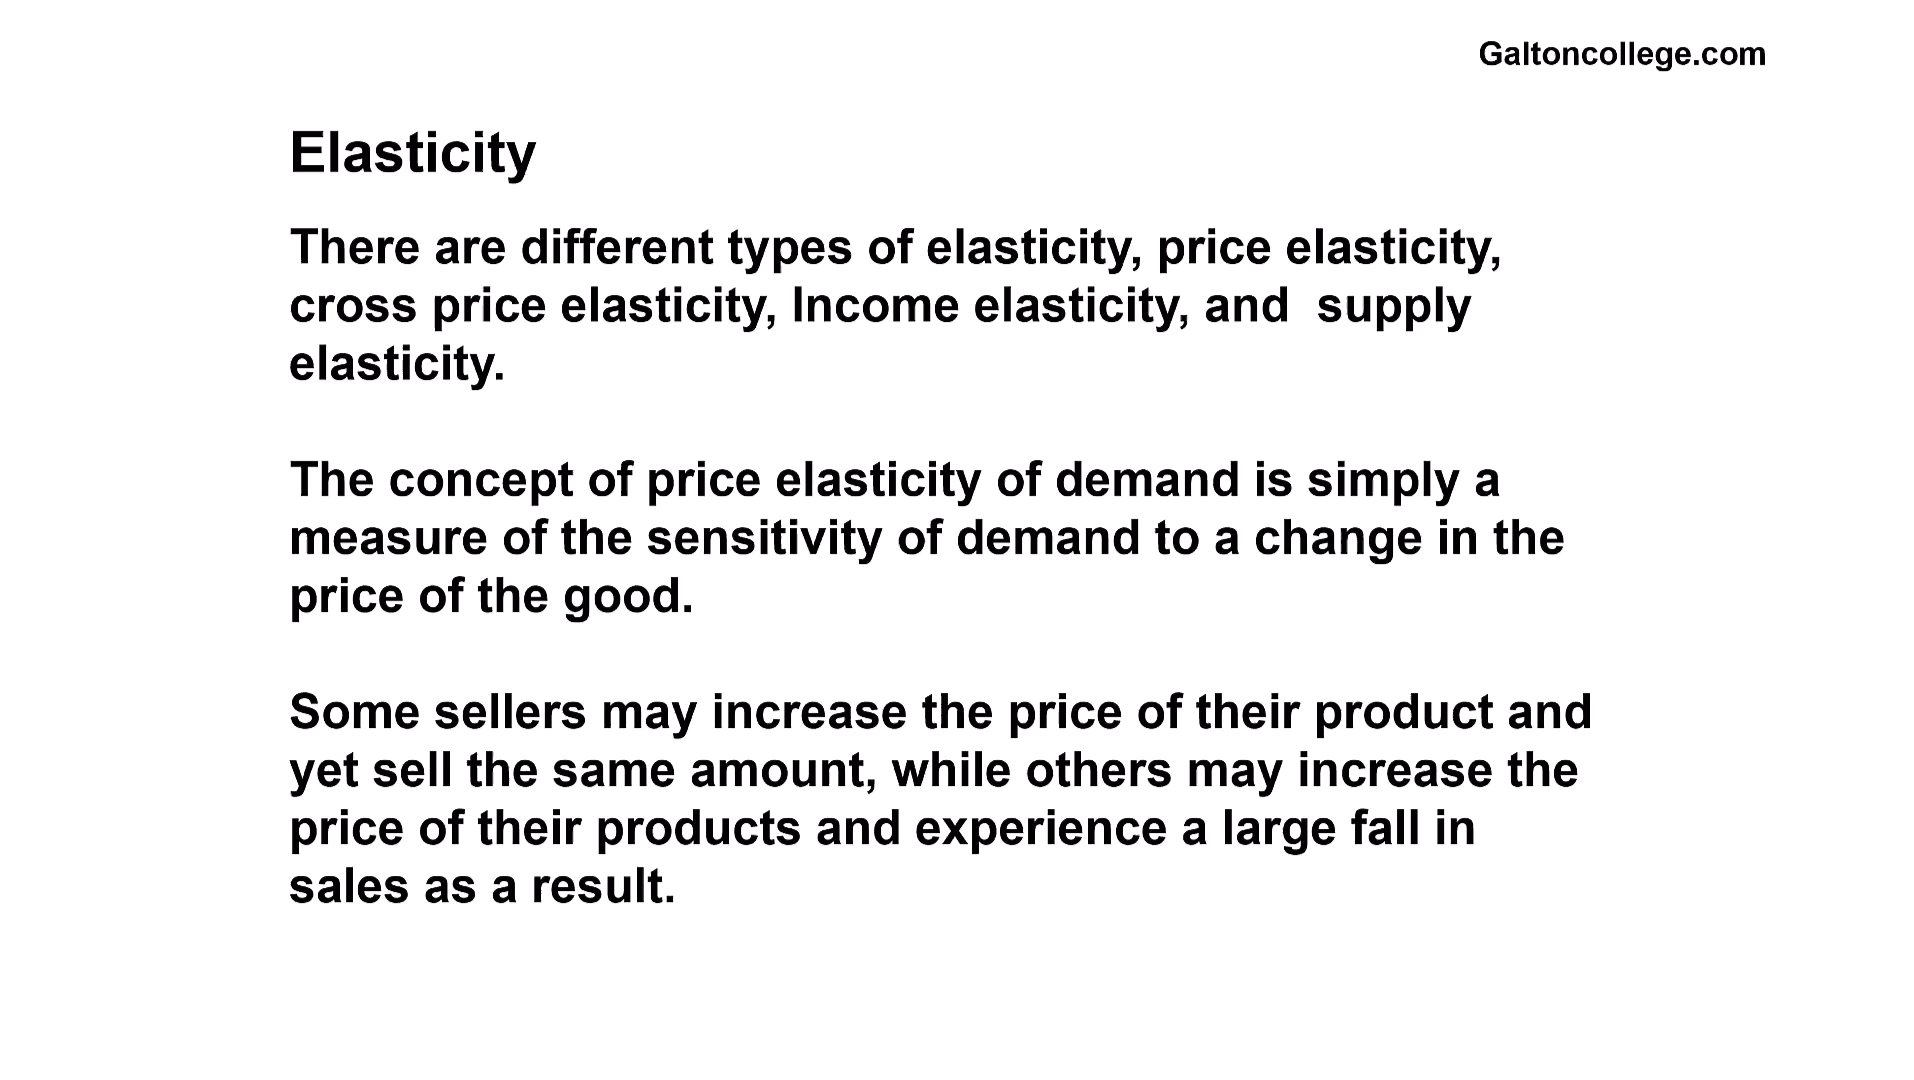 Galtoncollege.com
Elasticity
There are different types of elasticity, price elasticity,
cross price elasticity, Income elasticity, and  supply
elasticity.
The concept of price elasticity of demand is simply a
measure of the sensitivity of demand to a change in the
price of the good.
Some sellers may increase the price of their product and
yet sell the same amount, while others may increase the
price of their products and experience a large fall in
sales as a result.